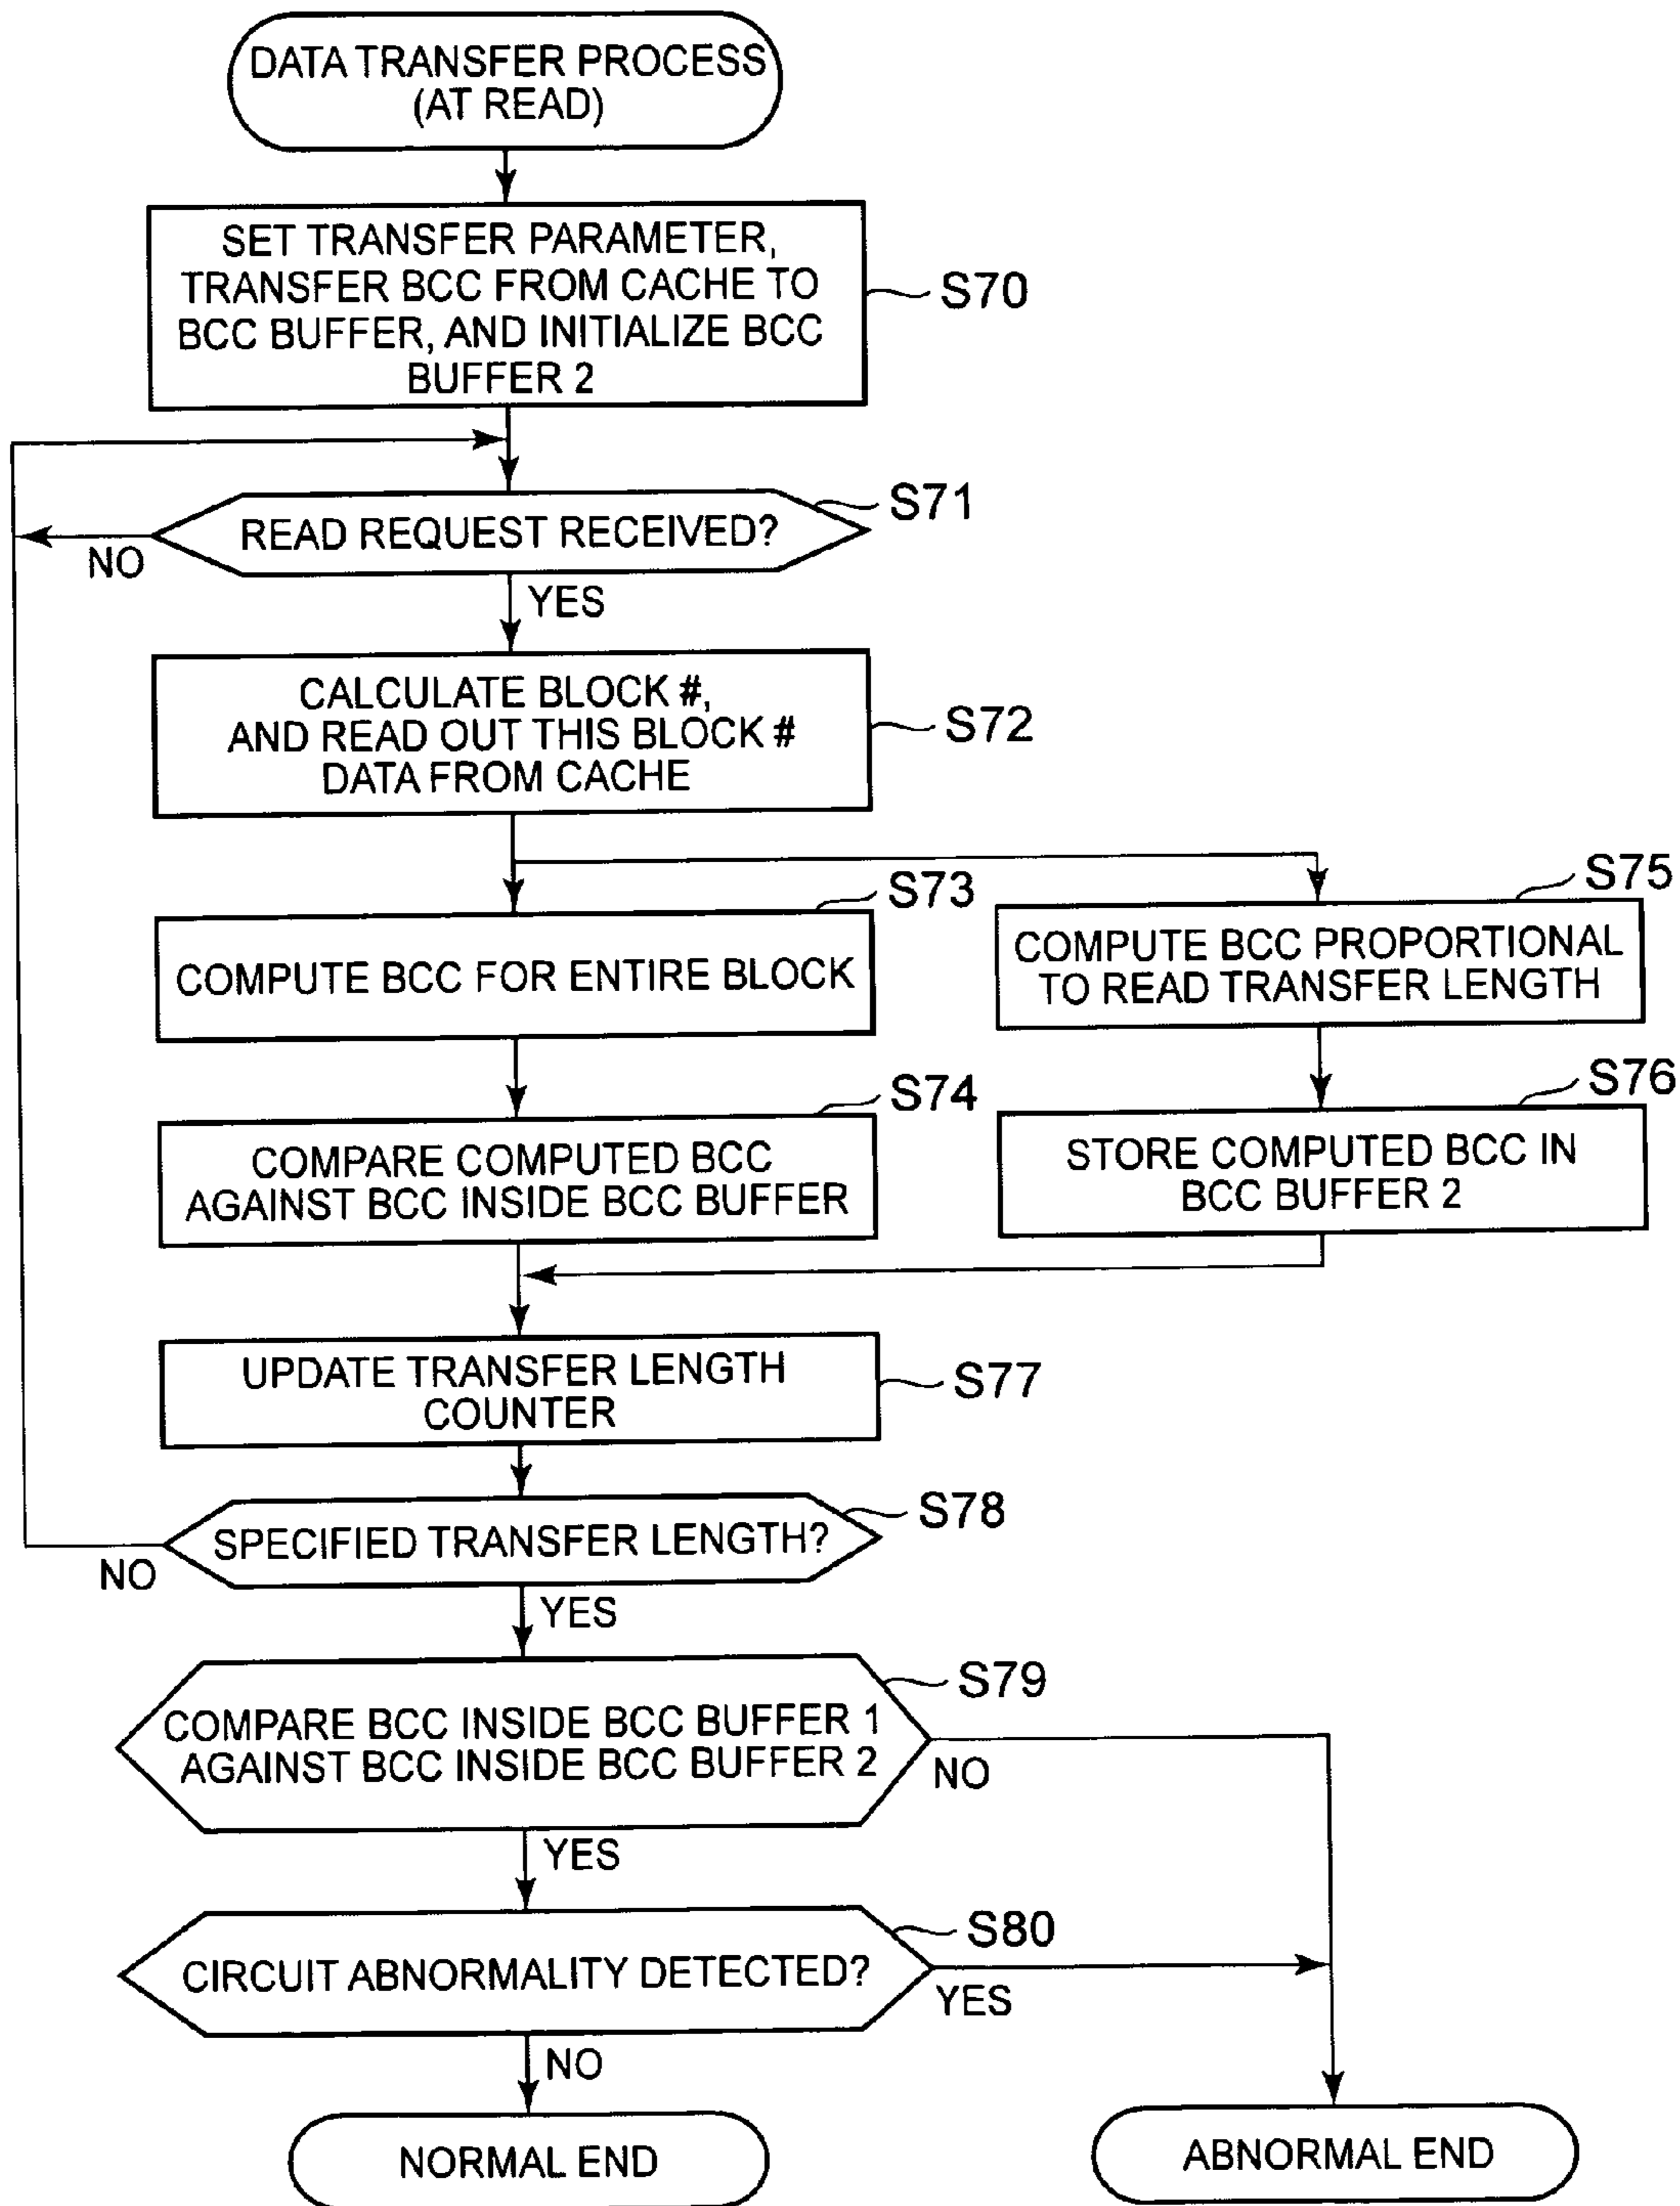 DATA TRANSFER PROCESS
(AT READ)
SET TRANSFER PARAMETER,
TRANSFER BCC FROM CACHE TO
BCC BUFFER, AND INITIALIZE BCC
BUFFER 2
S70
READ REQUEST RECEIVED?
S71
NO
YES
CALCULATE BLOCK #,
AND READ OUT THIS BLOCK #
DATA FROM CACHE
S72
COMPUTE BCC FOR ENTIRE BLOCK
S73
COMPUTE BCC PROPORTIONAL
TO READ TRANSFER LENGTH
S75
COMPARE COMPUTED BCC
AGAINST BCC INSIDE BCC BUFFER
S74
STORE COMPUTED BCC IN
BCC BUFFER 2
S76
UPDATE TRANSFER LENGTH
COUNTER
S77
SPECIFIED TRANSFER LENGTH?
S78
NO
YES
COMPARE BCC INSIDE BCC BUFFER 1
AGAINST BCC INSIDE BCC BUFFER 2
S79
NO
YES
CIRCUIT ABNORMALITY DETECTED?
S80
YES
NO
NORMAL END
ABNORMAL END